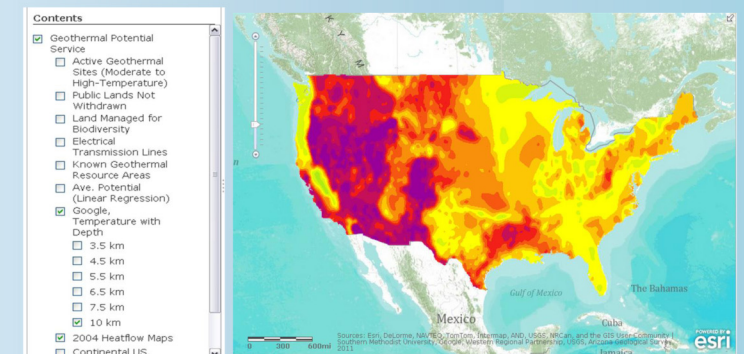 Contents
Geothermal Potential
Service
Active Geothermal
Sites (Moderate to
High-Temperature)
Public Lands Not
Withdrawn
Land Managed for
Biodiversity
Electrical
Transmission Lines
Known Geothermal
Resource Areas
Ave. Potential
(Linear Regression)
Google,
Temperature with
Depth
3.5 km
4.5 km
5.5 km
6.5 km
7.5 km
10 km
2004 Heatflow Maps
Continental US
Gulf of Mexico
The Bahamas
Mexico
Cuba
Jamaica
0 300 600mi
Sources: Esri, DeLorme, NAVTEQ, TomTom, Intermap, AND, USGS, NRCan, and the GIS User Community |
Southern Methodist University, Google, Western Regional Partnership, USGS, Arizona Geological Survey
2011
POWERED BY
esri